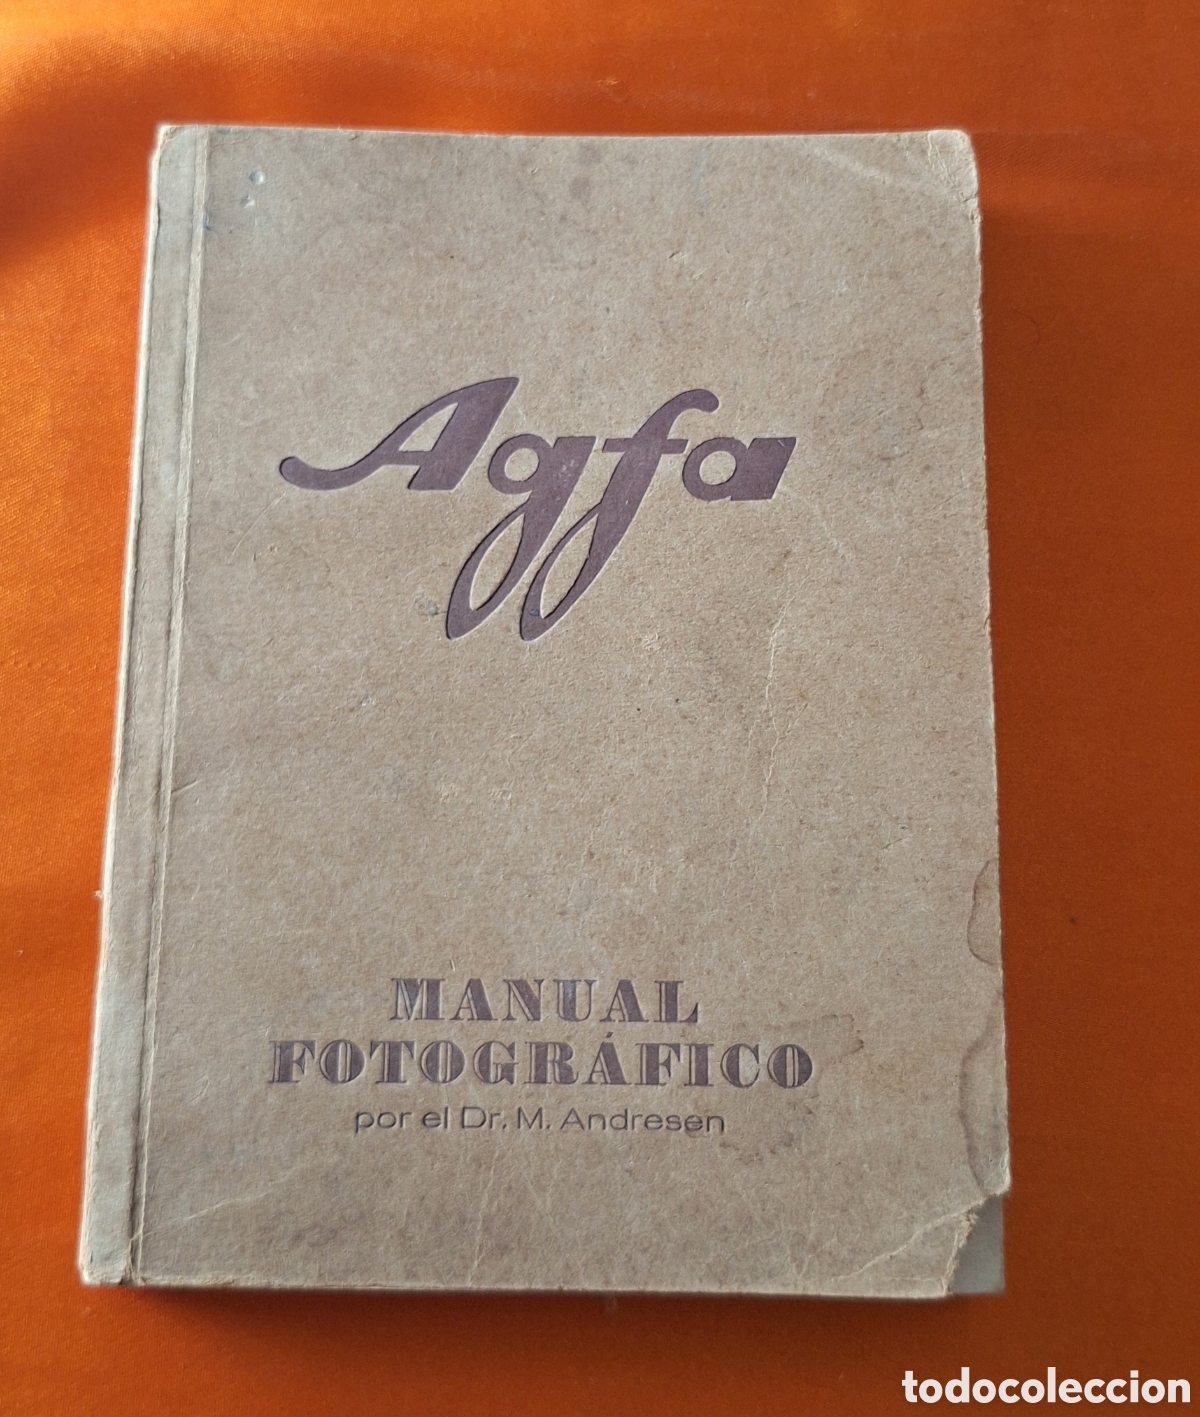 Agfa
MANUAL
FOTOGRÁFICO
por el Dr. M. Andresen
todocoleccion